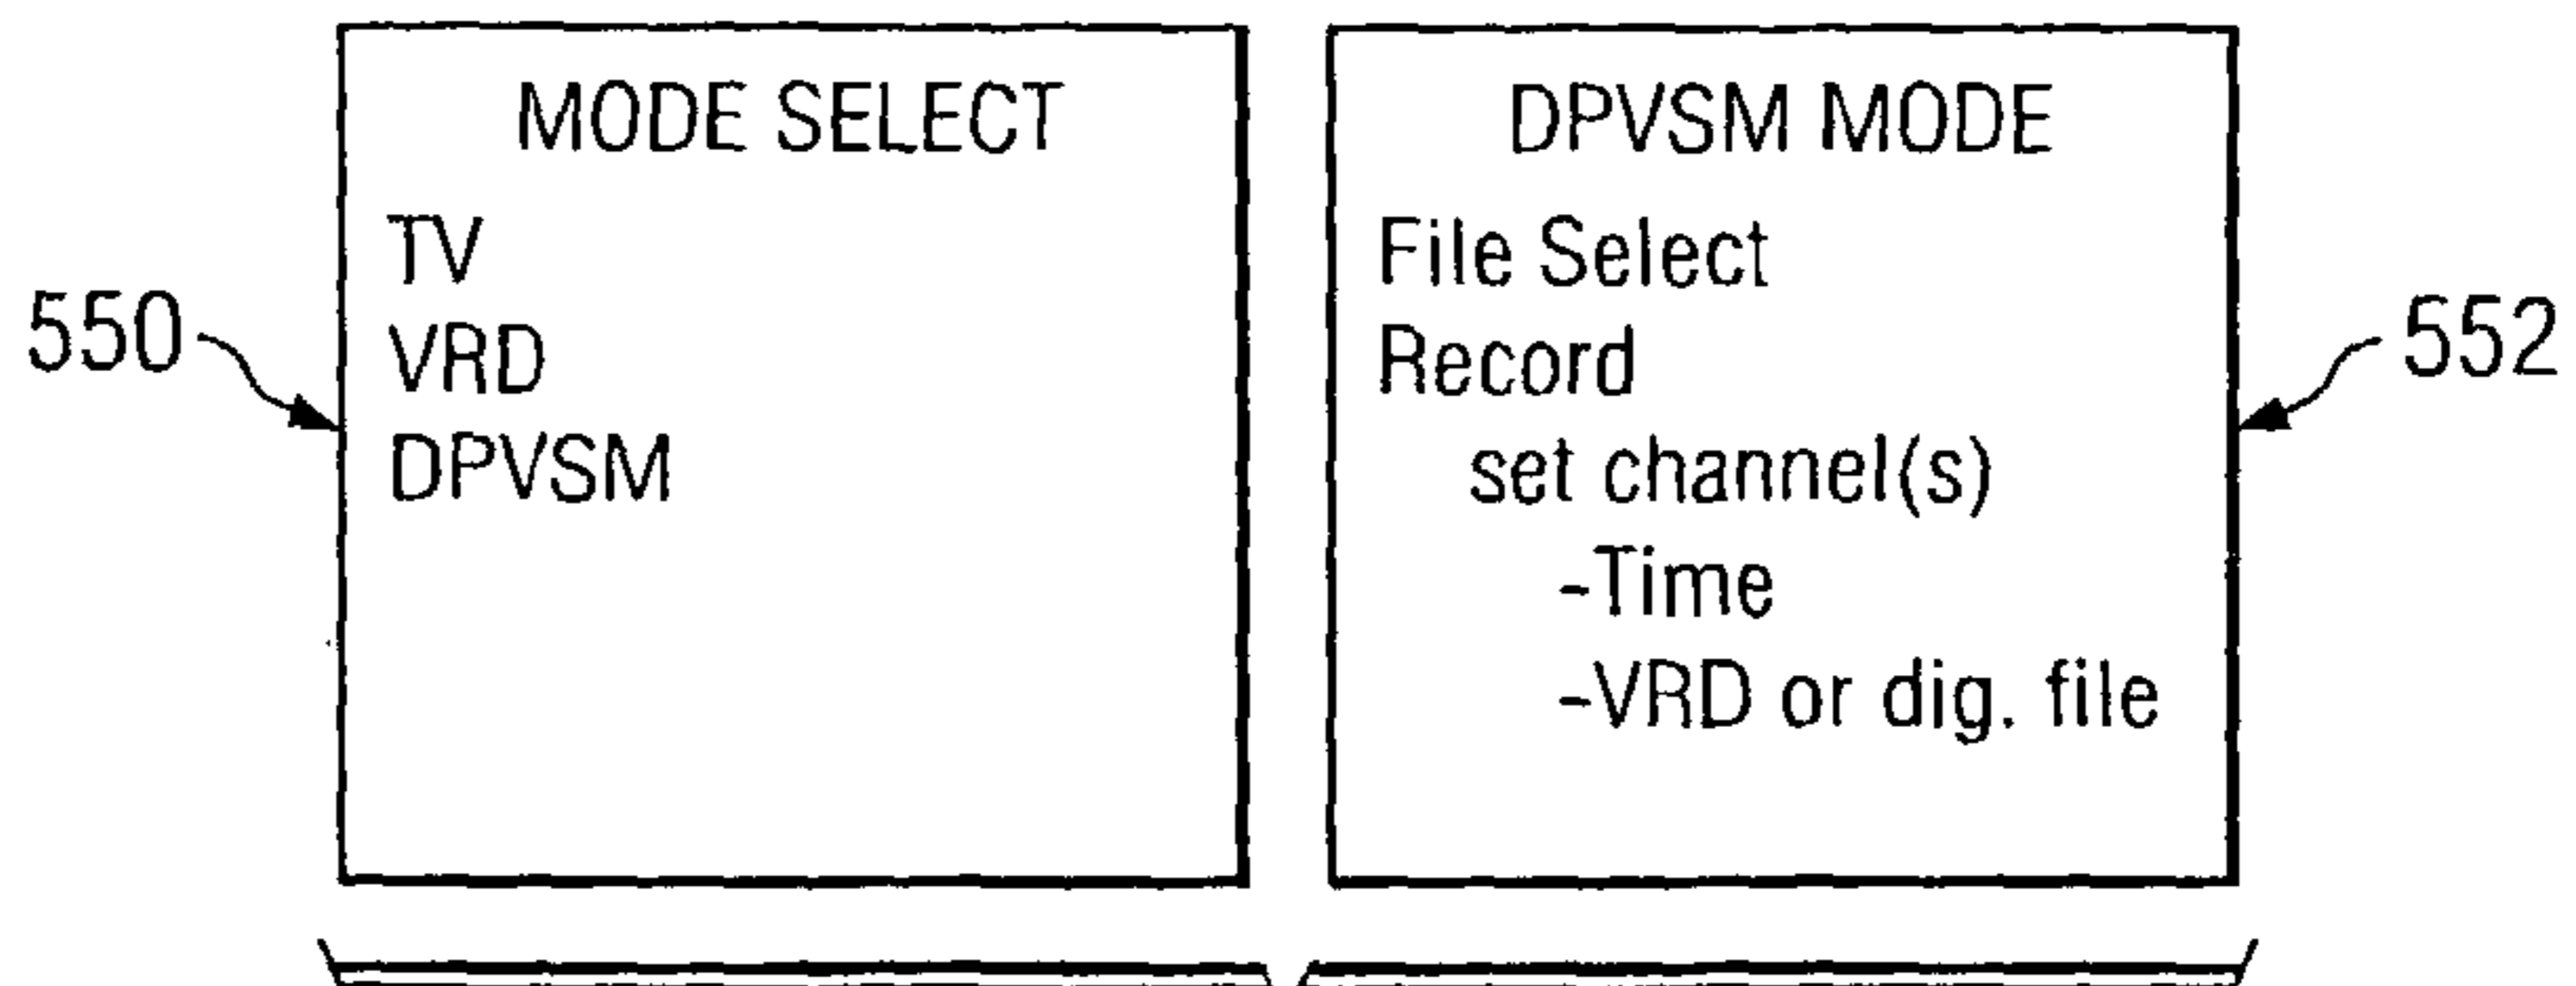 MODE SELECT
TV
VRD
DPVSM
550
DPVSM MODE
File Select
Record
set channel(s)
-Time
-VRD or dig. file
552